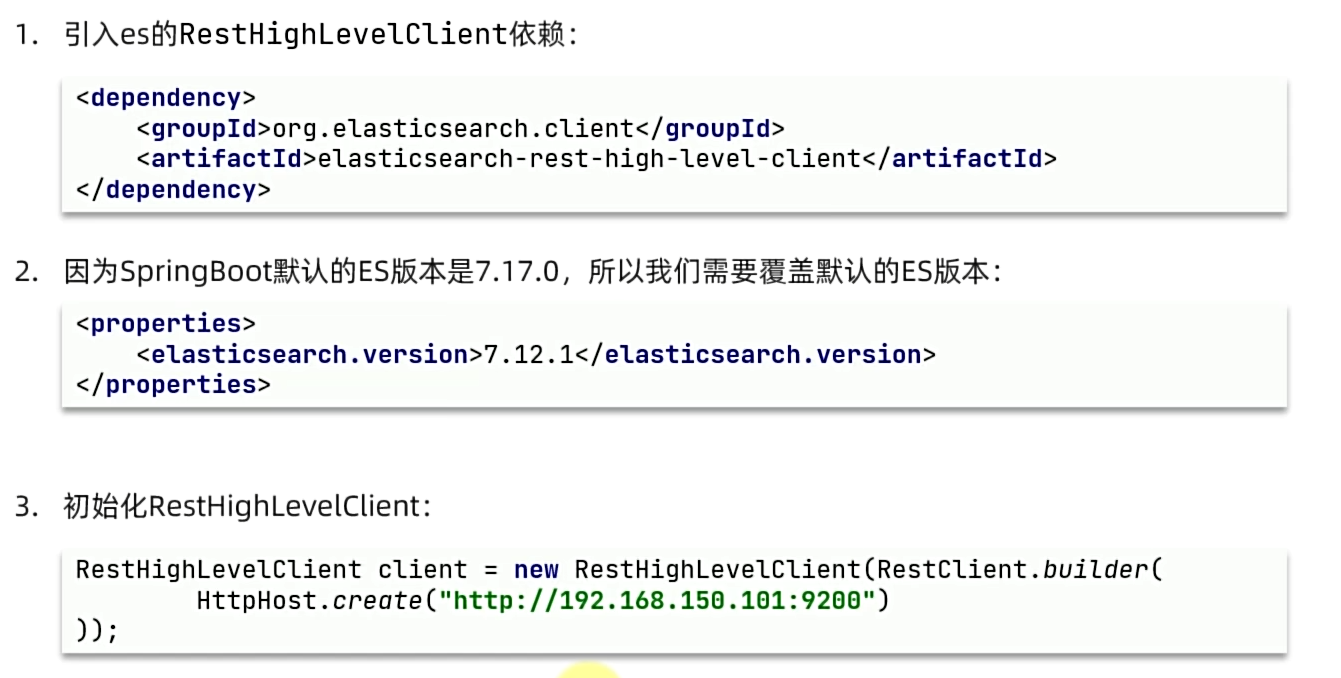 1. 引入es的RestHighLevelClient依赖：
<dependency>
    <groupId>org.elasticsearch.client</groupId>
    <artifactId>elasticsearch-rest-high-level-client</artifactId>
</dependency>
2. 因为SpringBoot默认的ES版本是7.17.0，所以我们需要覆盖默认的ES版本：
<properties>
    <elasticsearch.version>7.12.1</elasticsearch.version>
</properties>
3. 初始化RestHighLevelClient：
RestHighLevelClient client = new RestHighLevelClient(RestClient.builder(
        HttpHost.create("http://192.168.150.101:9200")
));